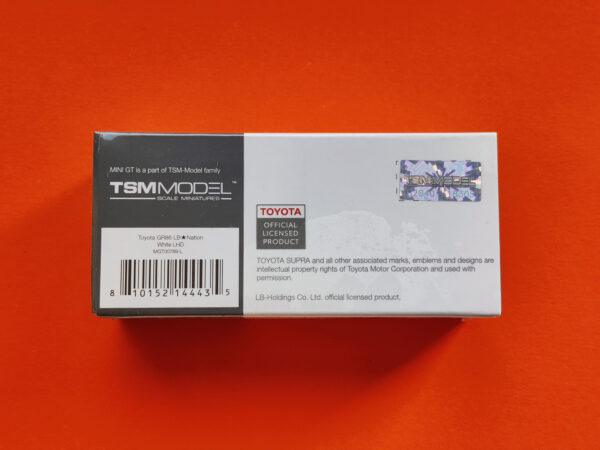 MINI GT is a part of TSM-Model family
TSMMODEL™
SCALE MINIATURES
Toyota GR86 LB★Nation
White LHD
MGT00789-L
8 10152 14443 5
TSMMODEL
TOYOTA
OFFICIAL
LICENSED
PRODUCT
TOYOTA SUPRA and all other associated marks, emblems and designs are
intellectual property rights of Toyota Motor Corporation and used with
permission.
LB-Holdings Co. Ltd. official licensed product.